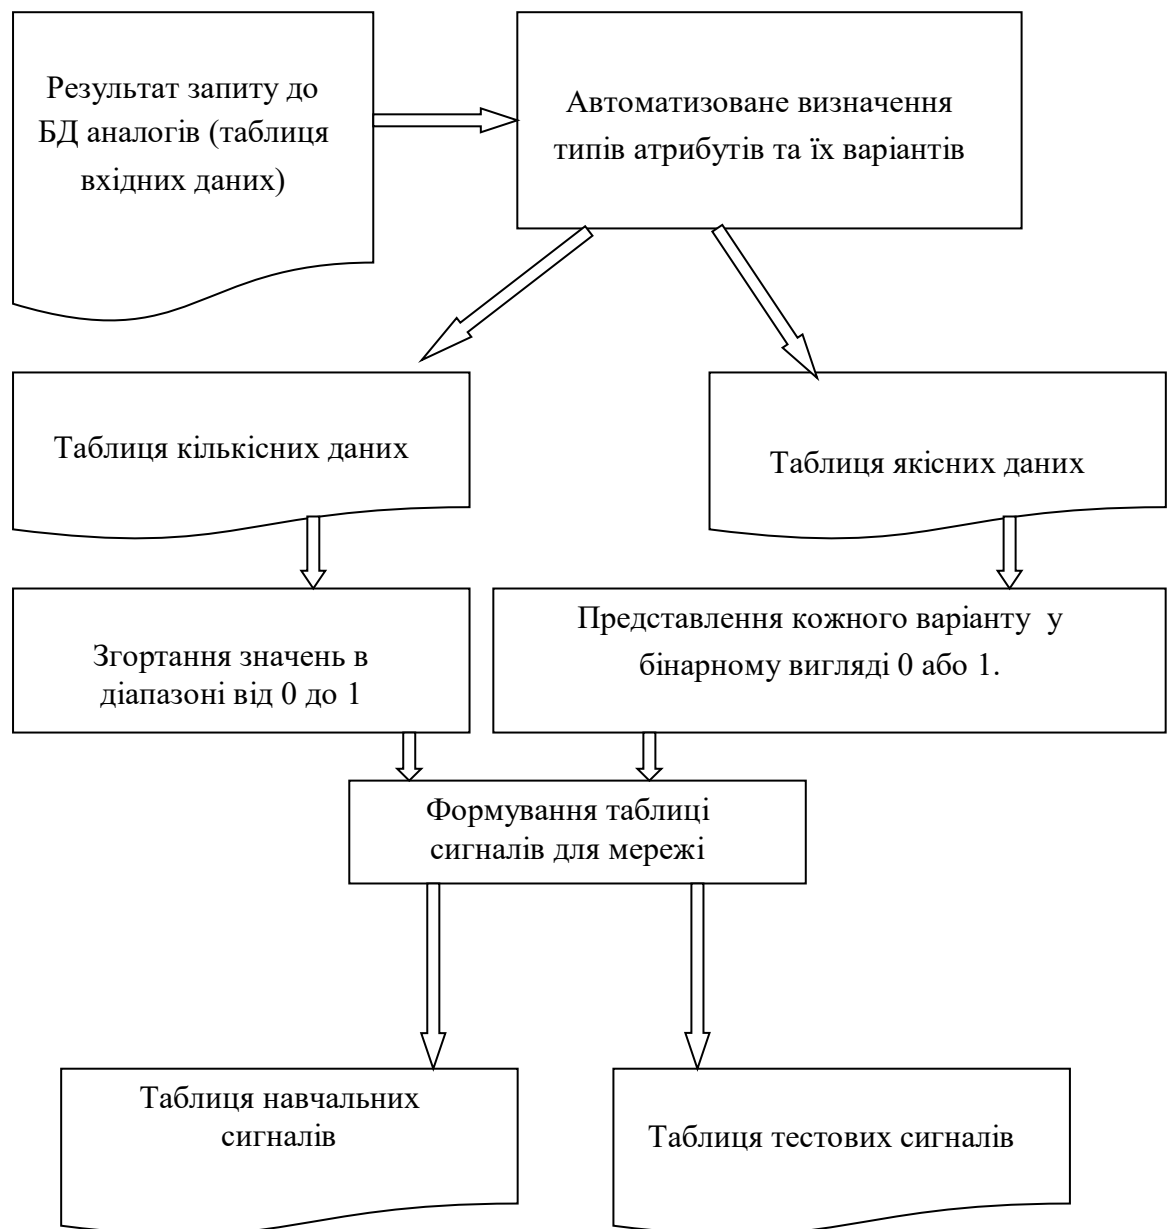 Результат запиту до
БД аналогів (таблиця
вхідних даних)
Автоматизоване визначення
типів атрибутів та їх варіантів
Таблиця кількісних даних
Таблиця якісних даних
Згортання значень в
діапазоні від 0 до 1
Представлення кожного варіанту у
бінарному вигляді 0 або 1.
Формування таблиці
сигналів для мережі
Таблиця навчальних
сигналів
Таблиця тестових сигналів